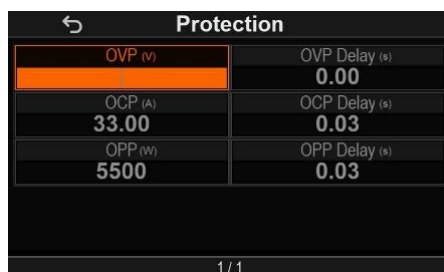 Protection
OVP (V)
OVP Delay (s)
0.00
OCP (A)
OCP Delay (s)
33.00
0.03
OPP (W)
OPP Delay (s)
5500
0.03
1 / 1